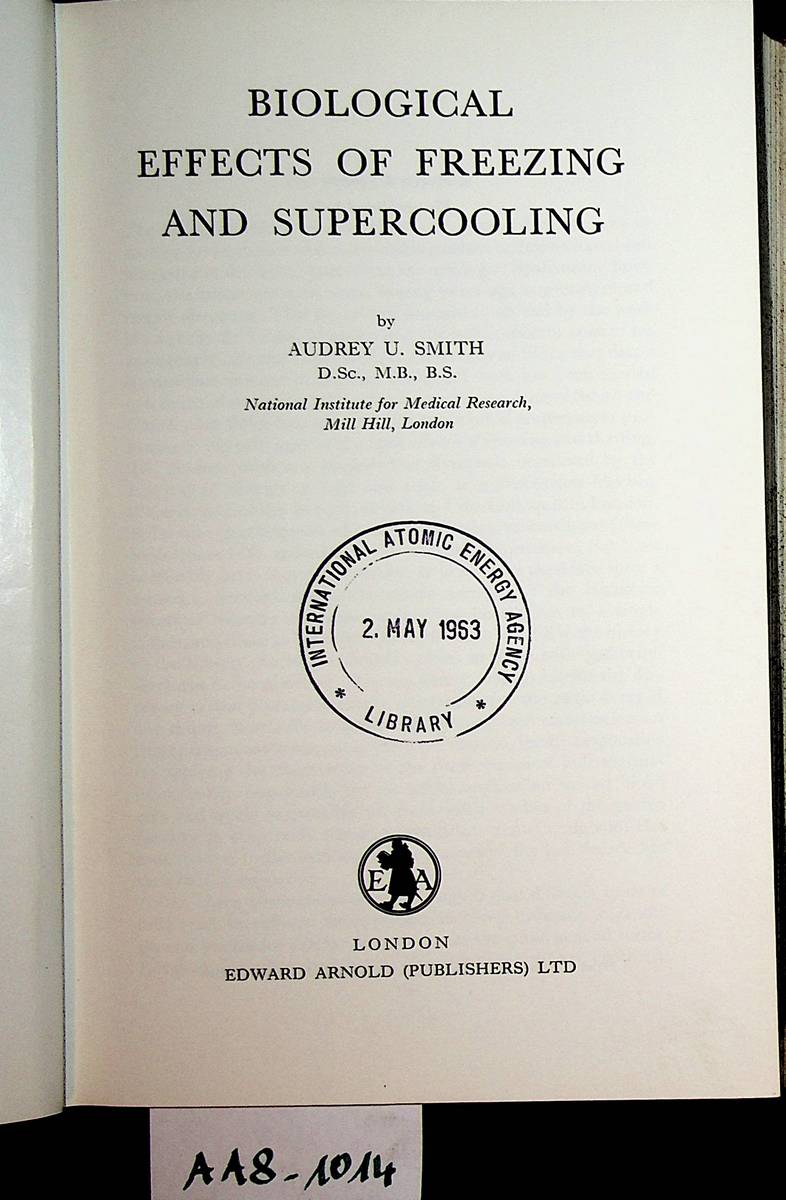 BIOLOGICAL
EFFECTS OF FREEZING
AND SUPERCOOLING
by
AUDREY U. SMITH
D.Sc., M.B., B.S.
National Institute for Medical Research,
Mill Hill, London
INTERNATIONAL ATOMIC ENERGY AGENCY
2. MAY 1963
* LIBRARY *
E A
LONDON
EDWARD ARNOLD (PUBLISHERS) LTD
AA8-1014